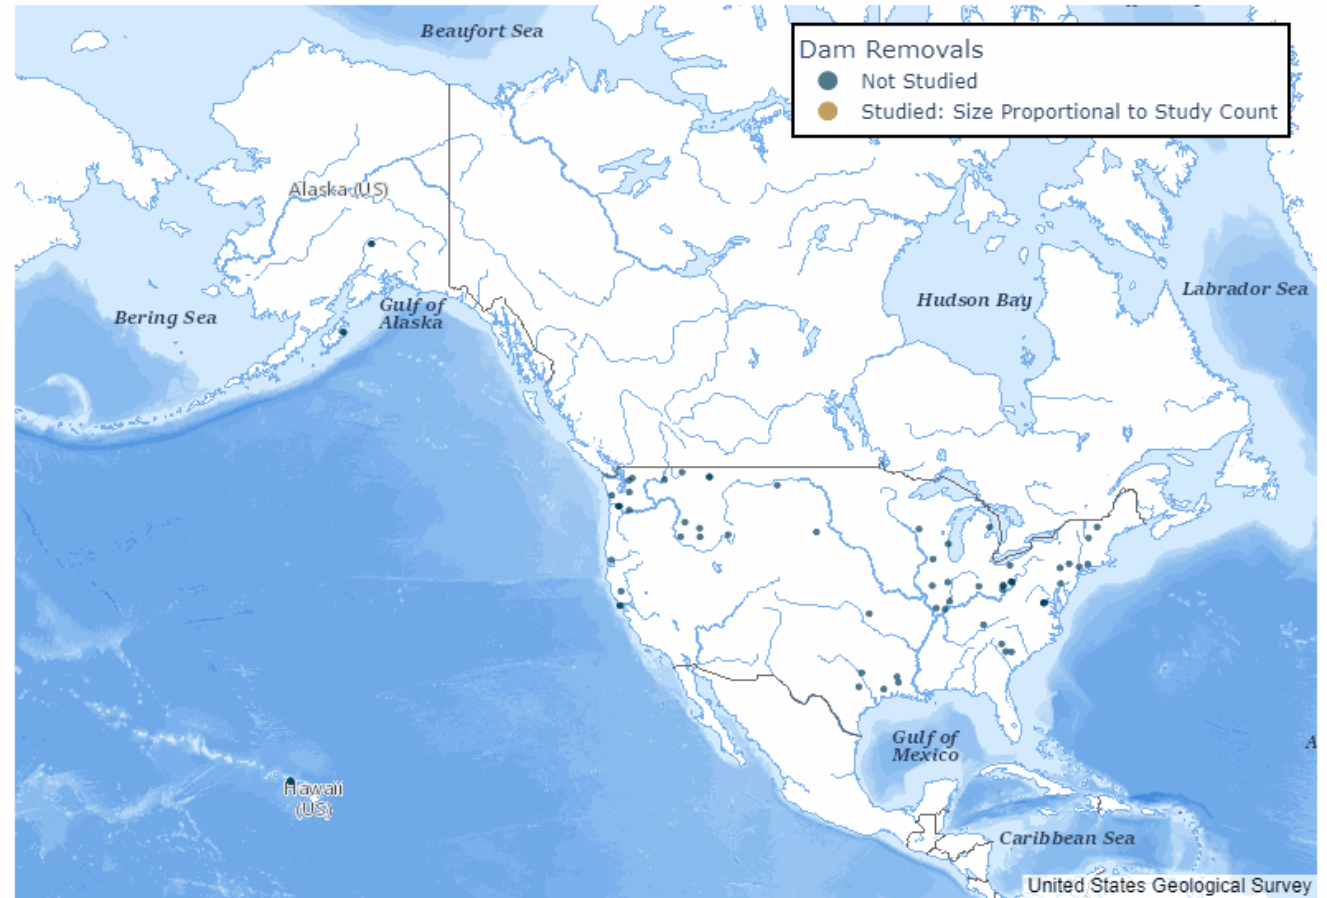 Beaufort Sea
Dam Removals
Not Studied
Studied: Size Proportional to Study Count
Alaska (US)
Hudson Bay
Labrador Sea
Bering Sea
Gulf of
Alaska
Gulf of
Mexico
Hawaii
(US)
A
Caribbean Sea
United States Geological Survey